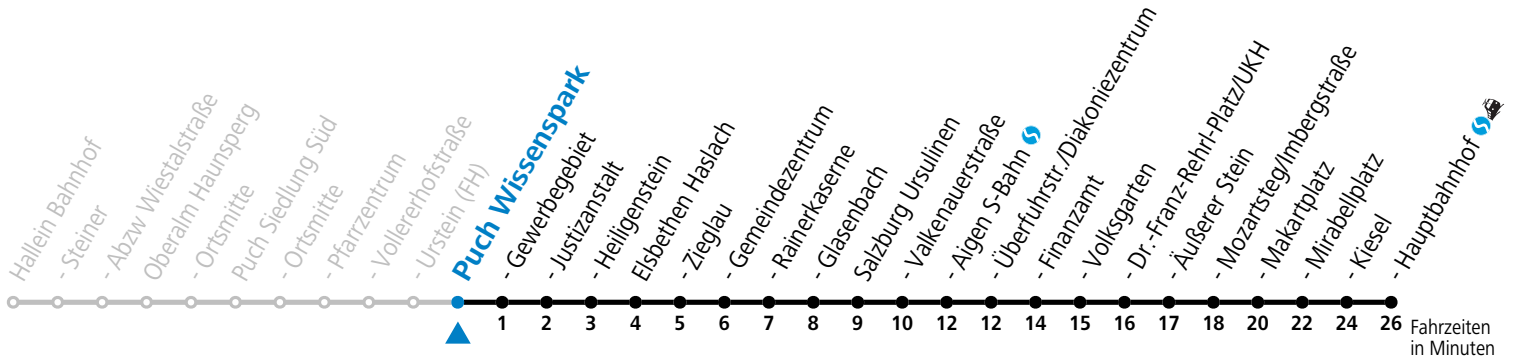 Hallein Bahnhof
- Steiner
- Abzw Wiestalstraße
Oberalm Haunsperg
- Ortsmitte
Puch Siedlung Süd
- Ortsmitte
- Pfarrzentrum
- Vollererhofstraße
- Urstein (FH)
Puch Wissenspark
- Gewerbegebiet
- Justizanstalt
- Heiligenstein
Elsbethen Haslach
- Zieglau
- Gemeindezentrum
- Rainerkaserne
- Glasenbach
Salzburg Ursulinen
- Valkenauerstraße
- Aigen S-Bahn
- Überfuhrstr./Diakoniezentrum
- Finanzamt
- Volksgarten
- Dr.-Franz-Rehrl-Platz/UKH
- Äußerer Stein
- Mozartsteg/Imbergstraße
- Makartplatz
- Mirabellplatz
- Kiesel
- Hauptbahnhof
1 2 3 4 5 6 7 8 9 10 12 12 14 15 16 17 18 20 22 24 26 Fahrzeiten
in Minuten